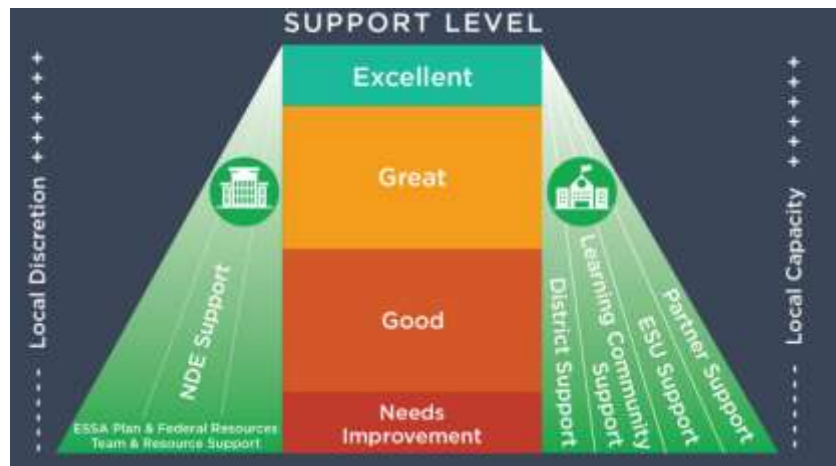 SUPPORT LEVEL
Excellent
Great
Good
Needs
Improvement
Local Discretion + + + + + +
- - - - - -
NDE Support
ESSA Plan & Federal Resources
Team & Resource Support
District Support
Learning Community
Support
ESU Support
Partner Support
Local Capacity + + + + + +
- - - - - -